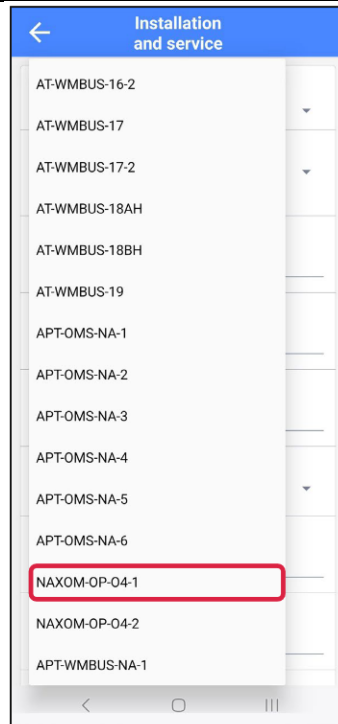 Installation
and service
AT-WMBUS-16-2
AT-WMBUS-17
AT-WMBUS-17-2
AT-WMBUS-18AH
AT-WMBUS-18BH
AT-WMBUS-19
APT-OMS-NA-1
APT-OMS-NA-2
APT-OMS-NA-3
APT-OMS-NA-4
APT-OMS-NA-5
APT-OMS-NA-6
NAXOM-OP-04-1
NAXOM-OP-04-2
APT-WMBUS-NA-1